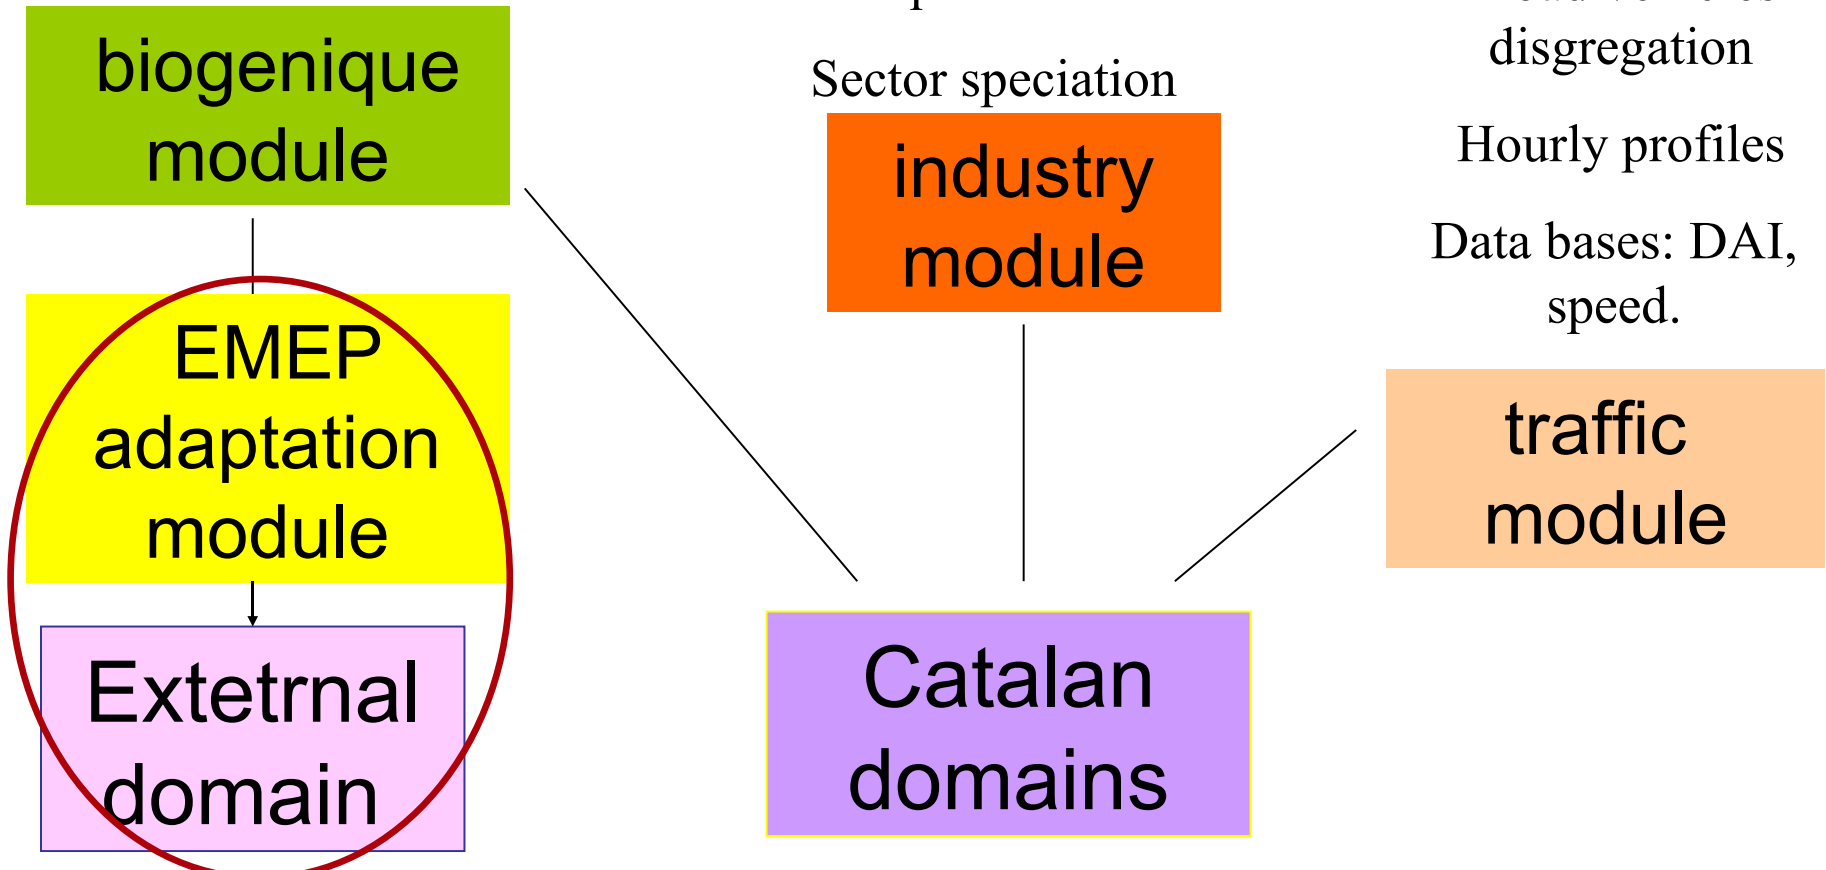 biogenique
module
EMEP
adaptation
module
Extetrnal
domain
Sector speciation
industry
module
Catalan
domains
disgregation
Hourly profiles
Data bases: DAI,
speed.
traffic
module